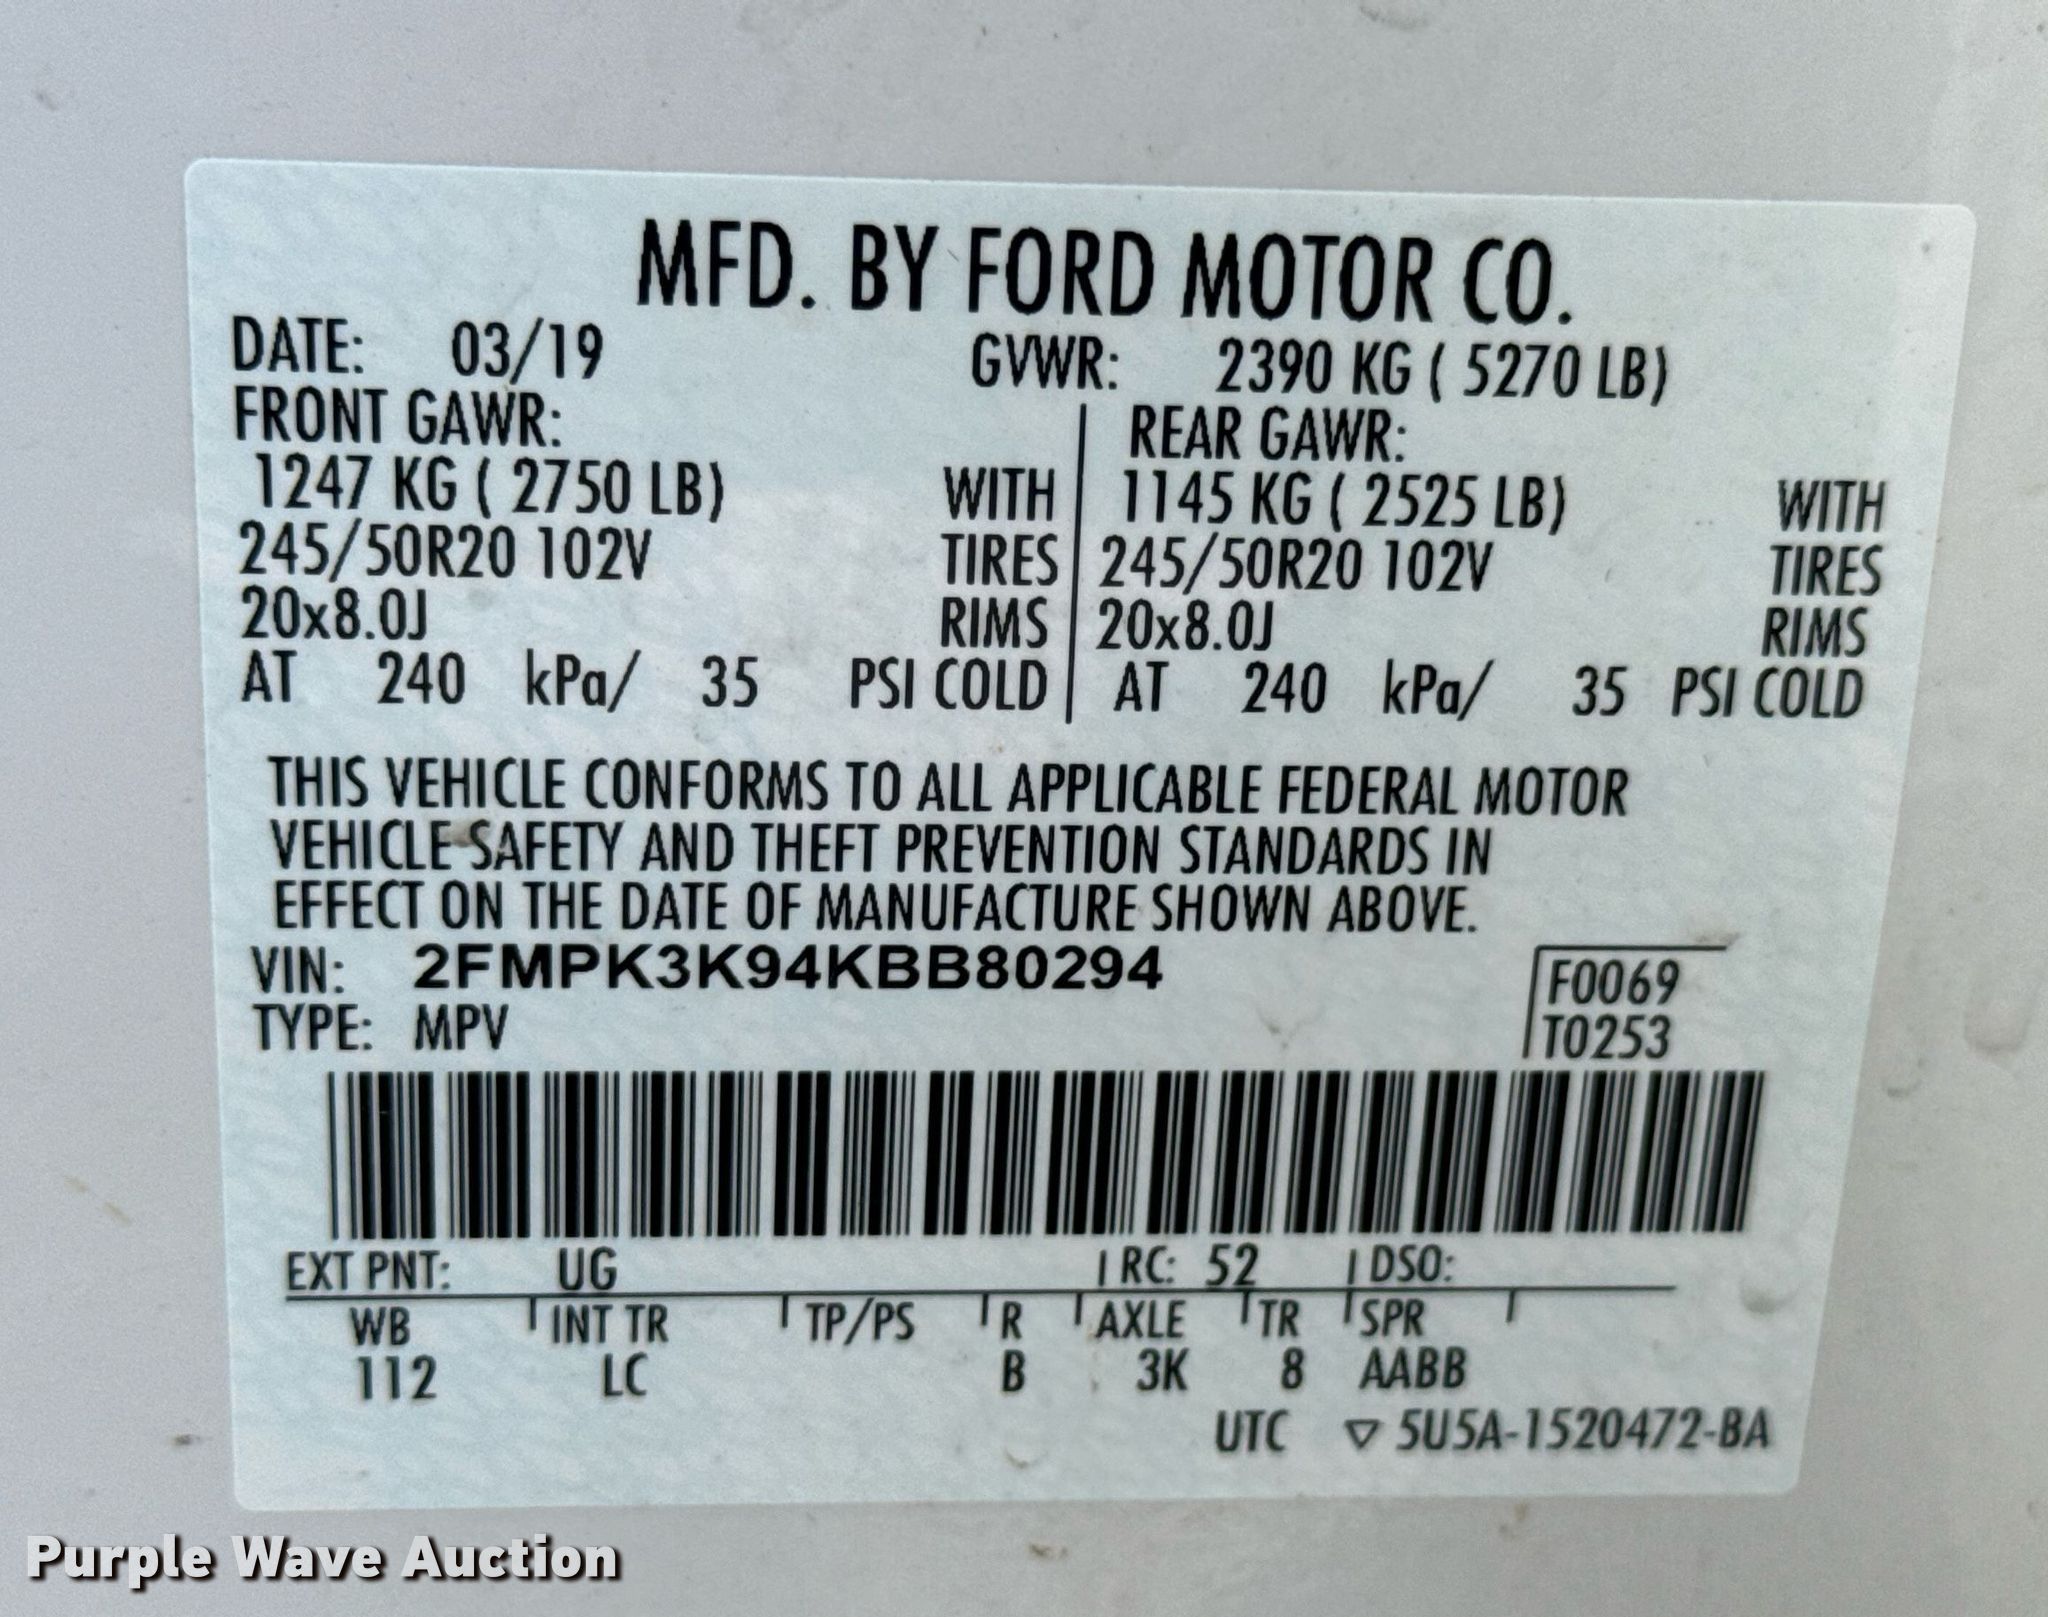 MFD. BY FORD MOTOR CO.
DATE: 03/19 GVWR: 2390 KG ( 5270 LB)
FRONT GAWR: REAR GAWR:
1247 KG ( 2750 LB) WITH 1145 KG ( 2525 LB) WITH
245/50R20 102V TIRES 245/50R20 102V TIRES
20x8.0J RIMS 20x8.0J RIMS
AT 240 kPa/ 35 PSI COLD AT 240 kPa/ 35 PSI COLD
THIS VEHICLE CONFORMS TO ALL APPLICABLE FEDERAL MOTOR
VEHICLE SAFETY AND THEFT PREVENTION STANDARDS IN
EFFECT ON THE DATE OF MANUFACTURE SHOWN ABOVE.
VIN: 2FMPK3K94KBB80294 F0069
TYPE: MPV T0253
EXT PNT: UG RC: 52 DSO:
WB INT TR TP/PS R AXLE TR SPR
112 LC B 3K 8 AABB
UTC ▽ 5U5A-1520472-BA
Purple Wave Auction